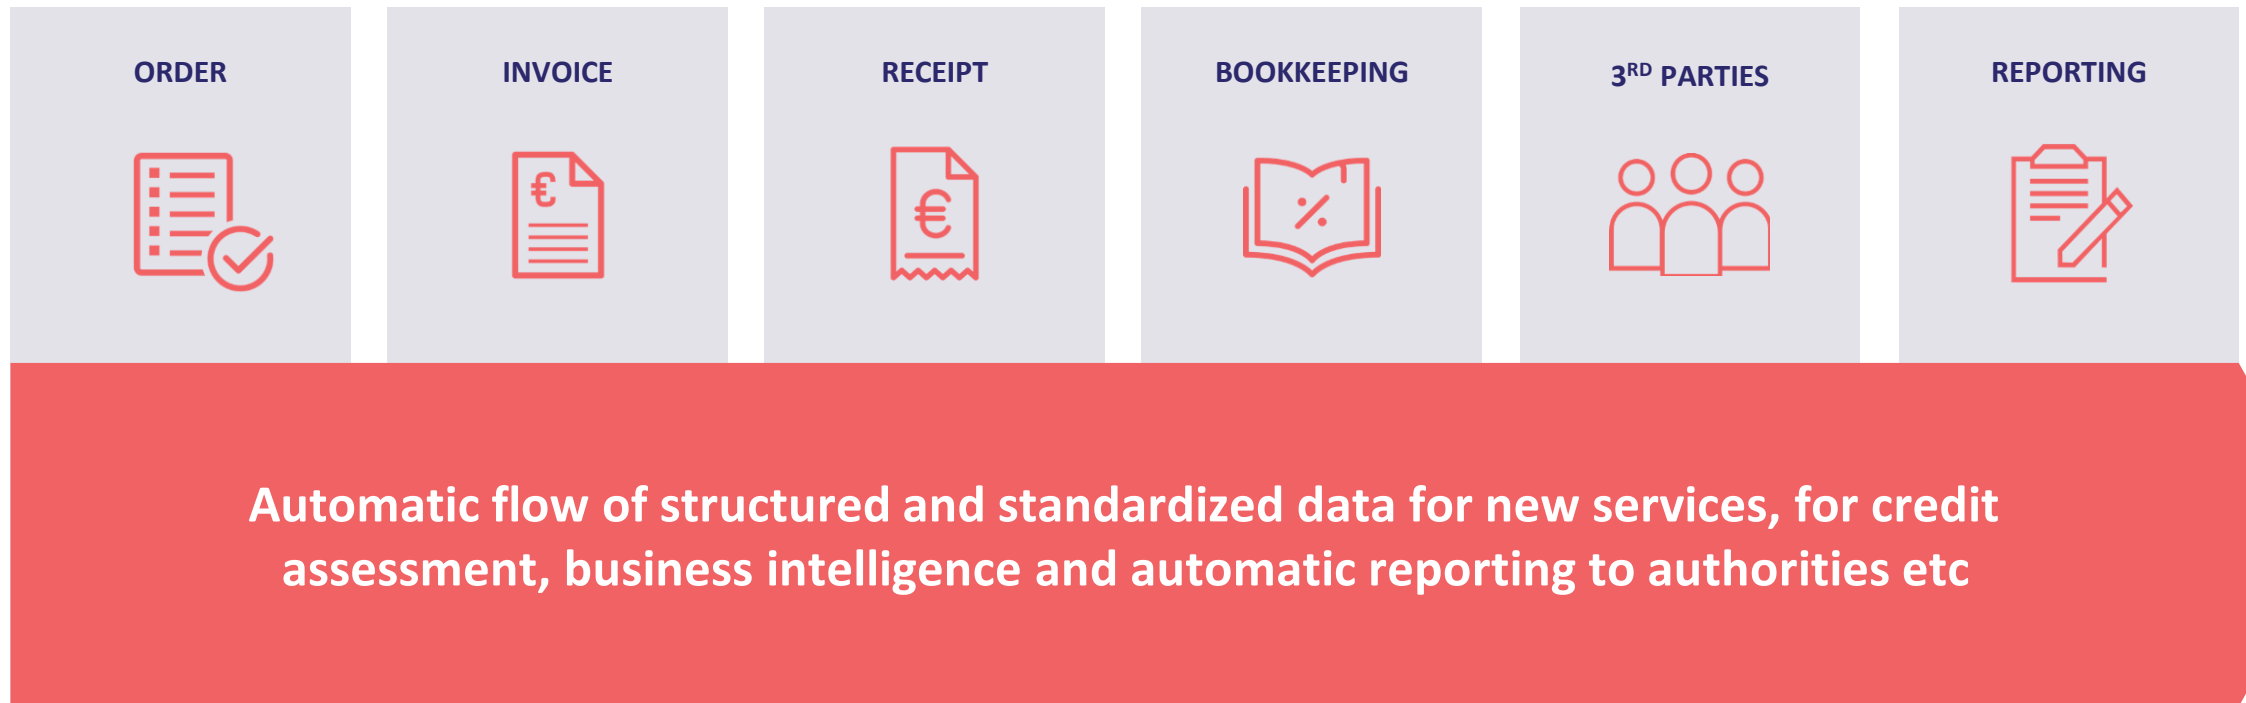 ORDER
INVOICE
RECEIPT
BOOKKEEPING
3RD PARTIES
REPORTING
€
€
%
Automatic flow of structured and standardized data for new services, for credit
assessment, business intelligence and automatic reporting to authorities etc